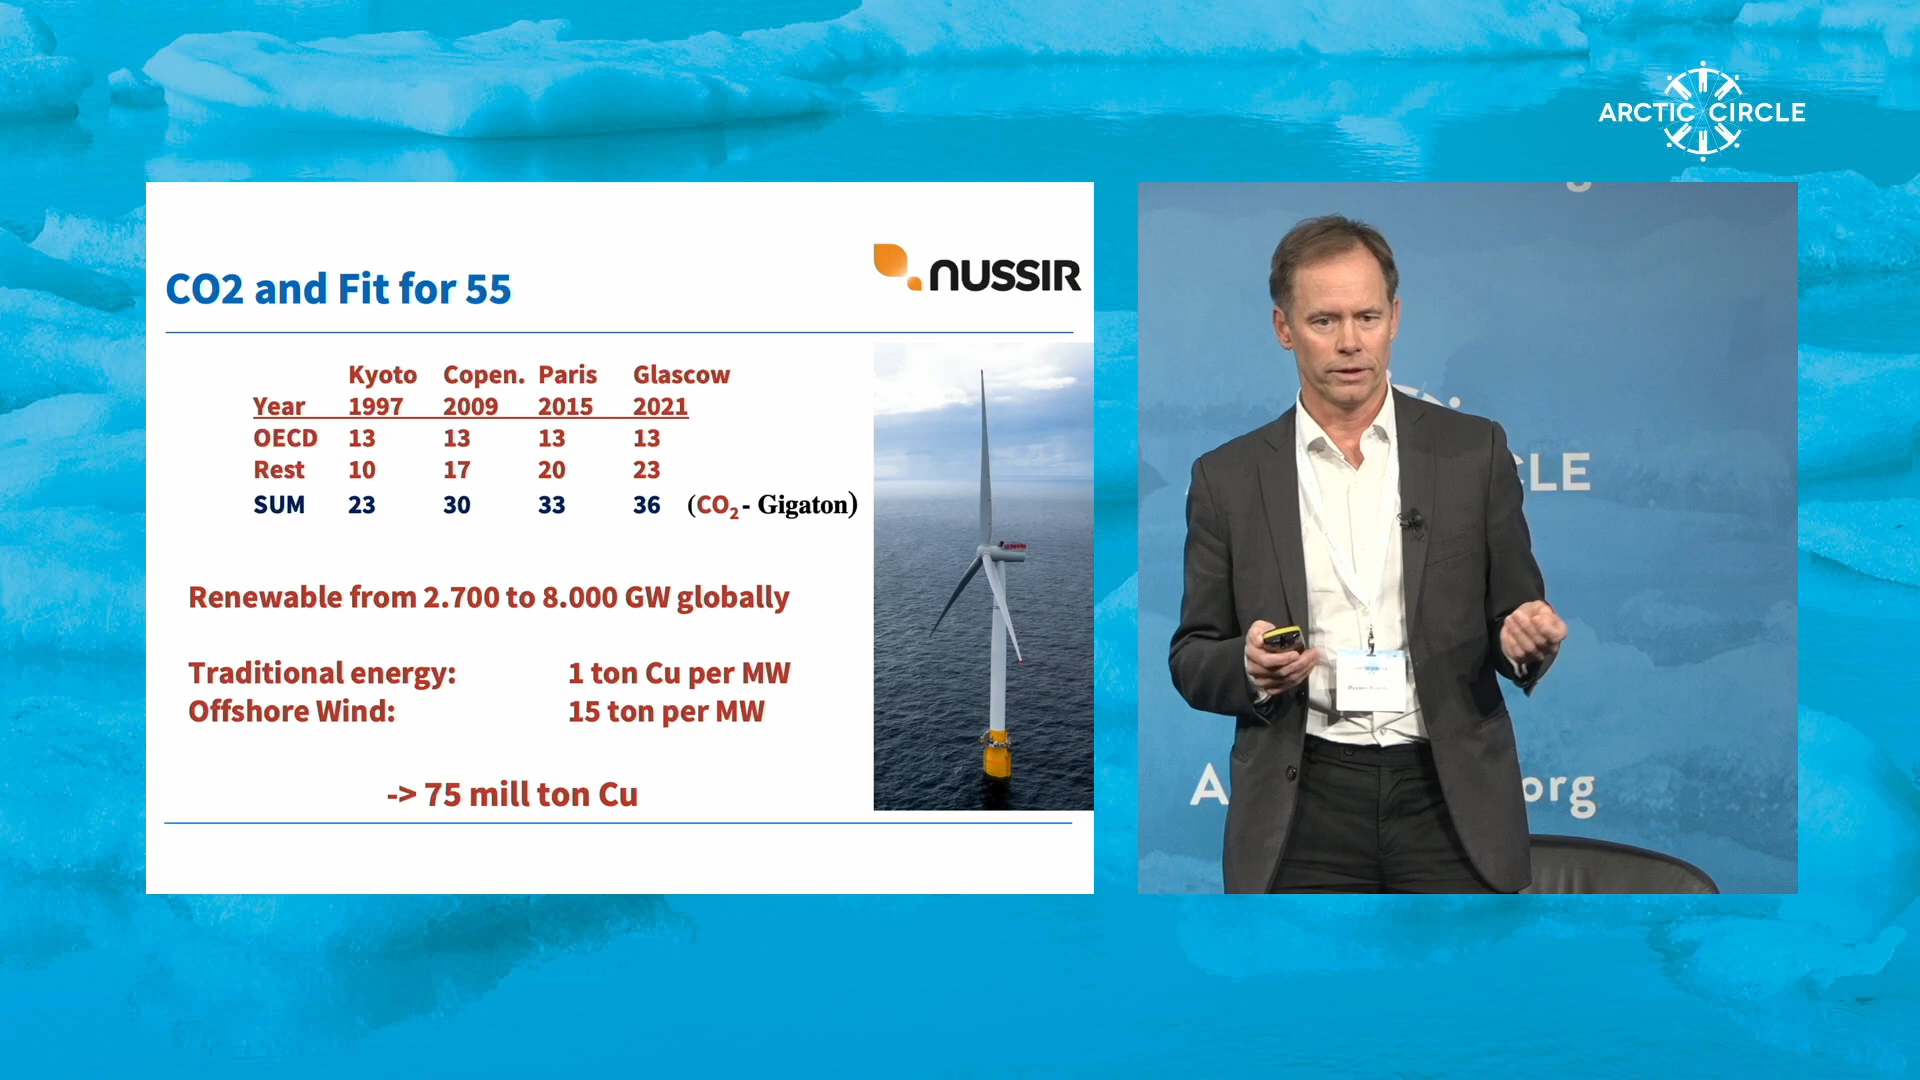 ARCTIC CIRCLE
CO2 and Fit for 55
nussir
Kyoto Copen. Paris Glascow
Year 1997 2009 2015 2021
OECD 13 13 13 13
Rest 10 17 20 23
SUM 23 30 33 36 (CO2 - Gigaton)
Renewable from 2.700 to 8.000 GW globally
Traditional energy: 1 ton Cu per MW
Offshore Wind: 15 ton per MW
-> 75 mill ton Cu
CLE
A org